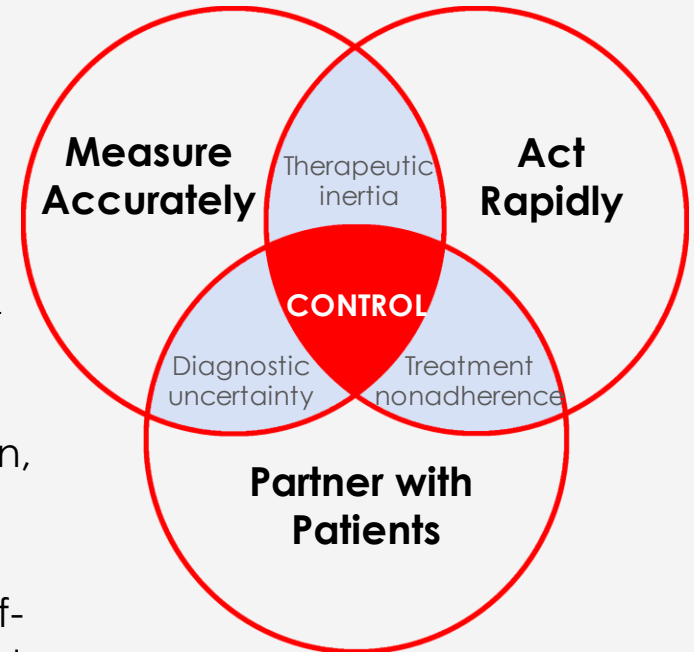 Measure
Accurately
Act
Rapidly
Therapeutic
inertia
CONTROL
Diagnostic
uncertainty
Treatment
nonadherence
Partner with
Patients
n,
f-